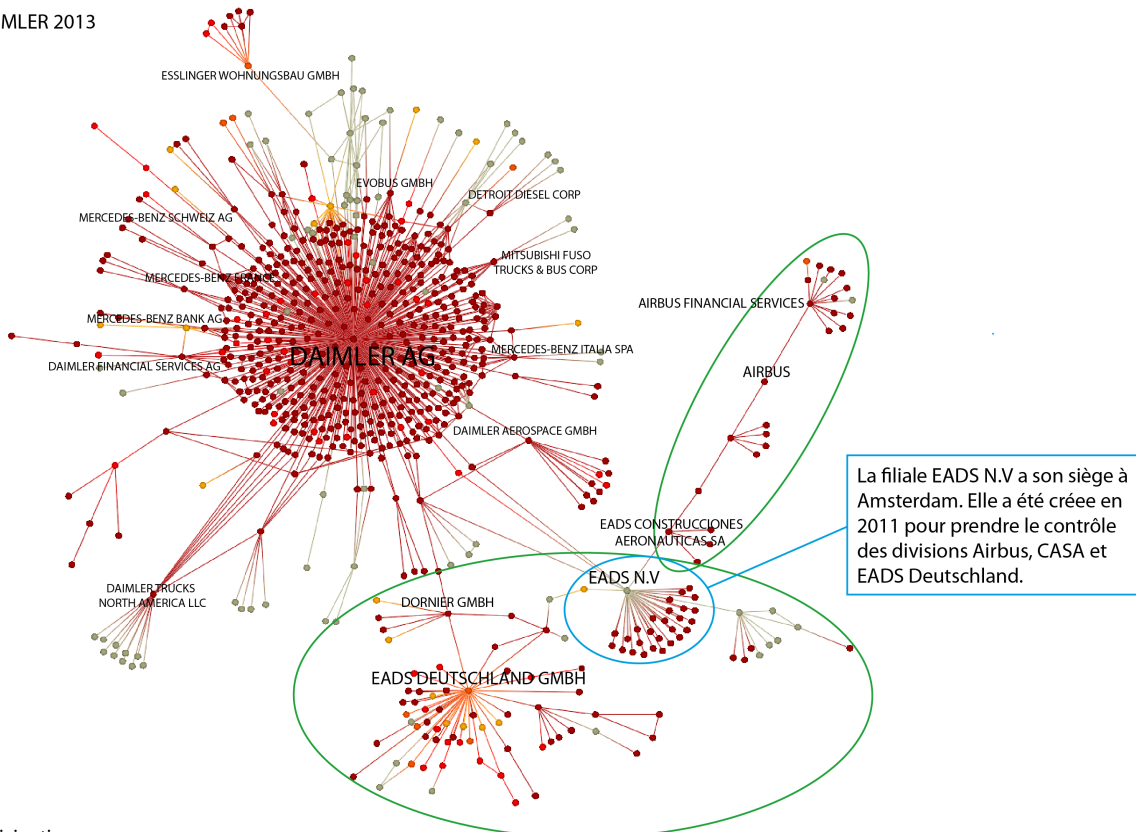 MLER 2013
ESSLINGER WOHNUNGSBAU GMBH
EVOBUS GMBH
DETROIT DIESEL CORP
MERCEDES-BENZ SCHWEIZ AG
MITSUBISHI FUSO
TRUCKS & BUS CORP
MERCEDES-BENZ FRANCE
AIRBUS FINANCIAL SERVICES
MERCEDES-BENZ BANK AG
DAIMLER AG
MERCEDES-BENZ ITALIA SPA
DAIMLER FINANCIAL SERVICES AG
AIRBUS
DAIMLER AEROSPACE GMBH
La filiale EADS N.V a son siège à
Amsterdam. Elle a été créee en
2011 pour prendre le contrôle
des divisions Airbus, CASA et
EADS Deutschland.
EADS CONSTRUCCIONES
AERONAUTICAS SA
EADS N.V
DAIMLER TRUCKS
NORTH AMERICA LLC
DORNIER GMBH
EADS DEUTSCHLAND GMBH